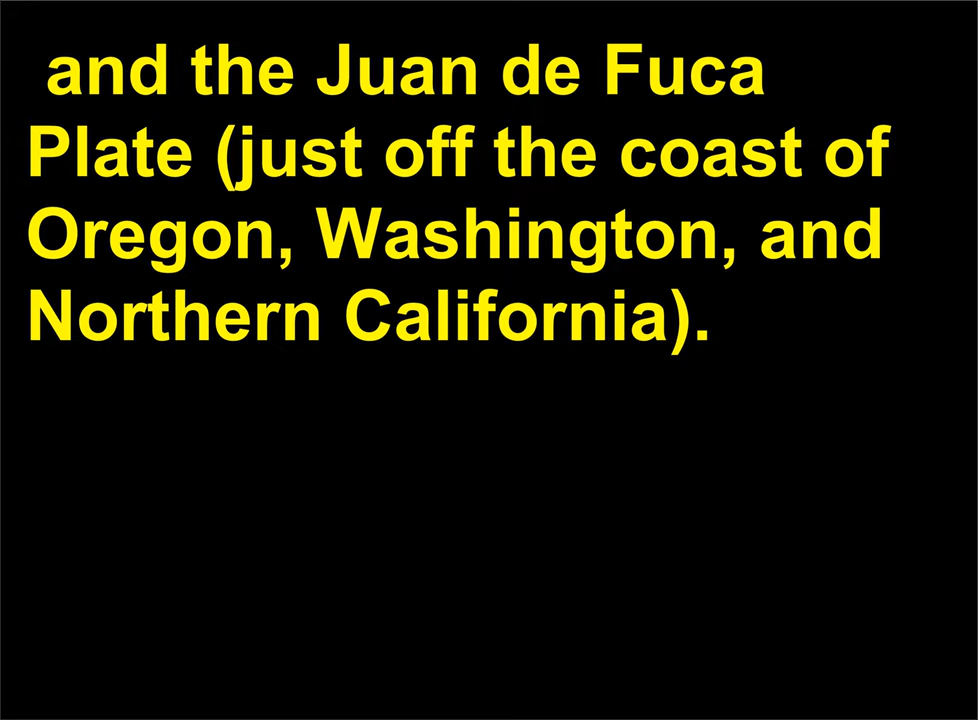 and the Juan de Fuca
Plate (just off the coast of
Oregon, Washington, and
Northern California).